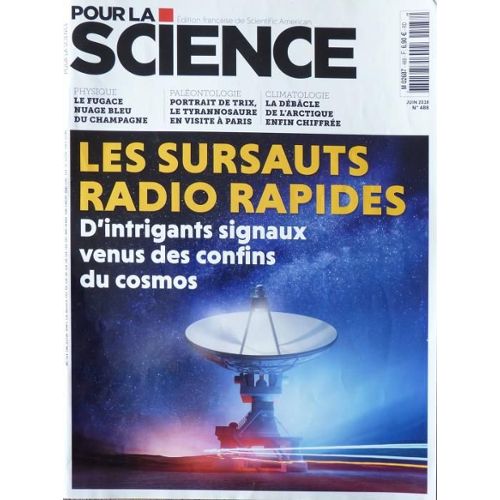 POUR LA
Édition française de Scientific American
SCIENCE
PHYSIQUE
LE FUGACE
NUAGE BLEU
DU CHAMPAGNE
PALÉONTOLOGIE
PORTRAIT DE TRIX,
LE TYRANNOSAURE
EN VISITE À PARIS
CLIMATOLOGIE
LA DÉBÂCLE
DE L'ARCTIQUE
ENFIN CHIFFRÉE
JUIN 2018
N° 488
LES SURSAUTS
RADIO RAPIDES
D'intrigants signaux
venus des confins
du cosmos